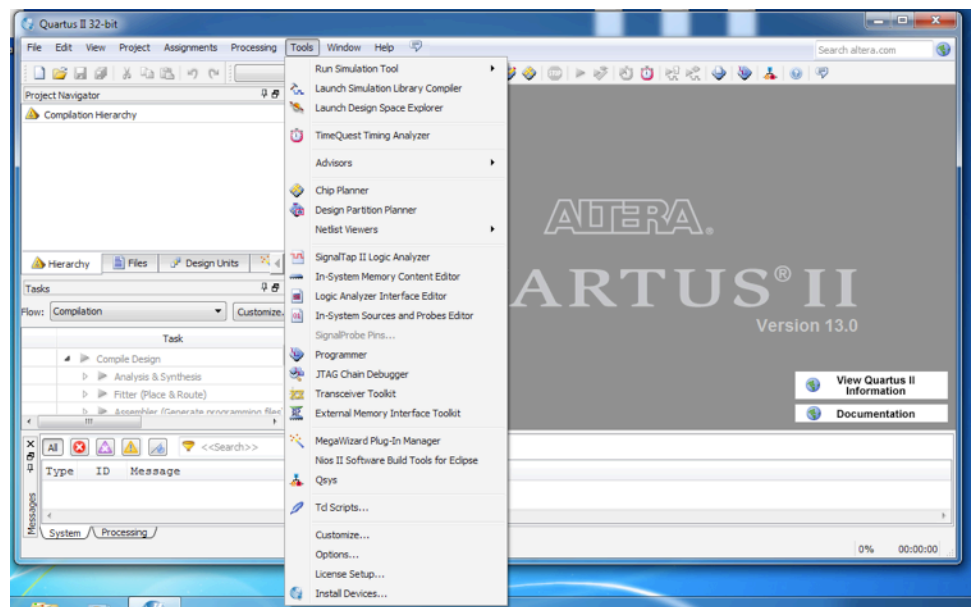 Quartus II 32-bit
File Edit View Project Assignments Processing Tools Window Help
Search altera.com
Project Navigator
Compilation Hierarchy
Hierarchy Files Design Units
Tasks
Flow: Compilation Customize.
Task
Compile Design
Analysis & Synthesis
Fitter (Place & Route)
Assembler (Generate programming files)
Run Simulation Tool
Launch Simulation Library Compiler
Launch Design Space Explorer
TimeQuest Timing Analyzer
Advisors
Chip Planner
Design Partition Planner
Netlist Viewers
SignalTap II Logic Analyzer
In-System Memory Content Editor
Logic Analyzer Interface Editor
In-System Sources and Probes Editor
SignalProbe Pins...
Programmer
JTAG Chain Debugger
Transceiver Toolkit
External Memory Interface Toolkit
MegaWizard Plug-In Manager
Nios II Software Build Tools for Eclipse
Qsys
Tcl Scripts...
Customize...
Options...
License Setup...
Install Devices...
ALTERA®
ARTUS® II
Version 13.0
View Quartus II
Information
Documentation
All <<Search>>
Type ID Message
Messages
System Processing
0% 00:00:00